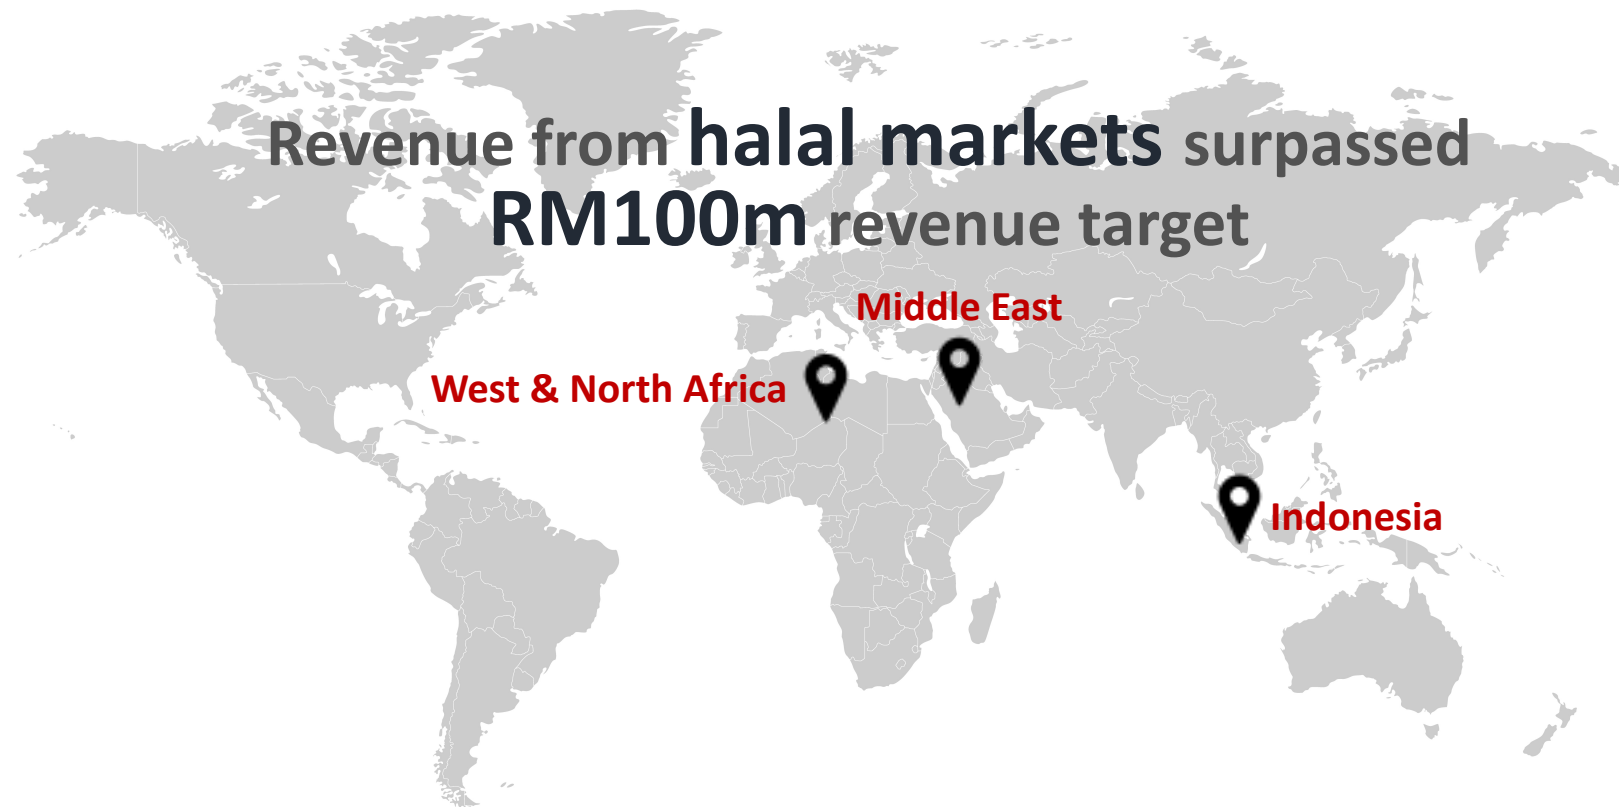 Revenue from halal markets surpassed
RM100m revenue target
Middle East
West & North Africa
Indonesia